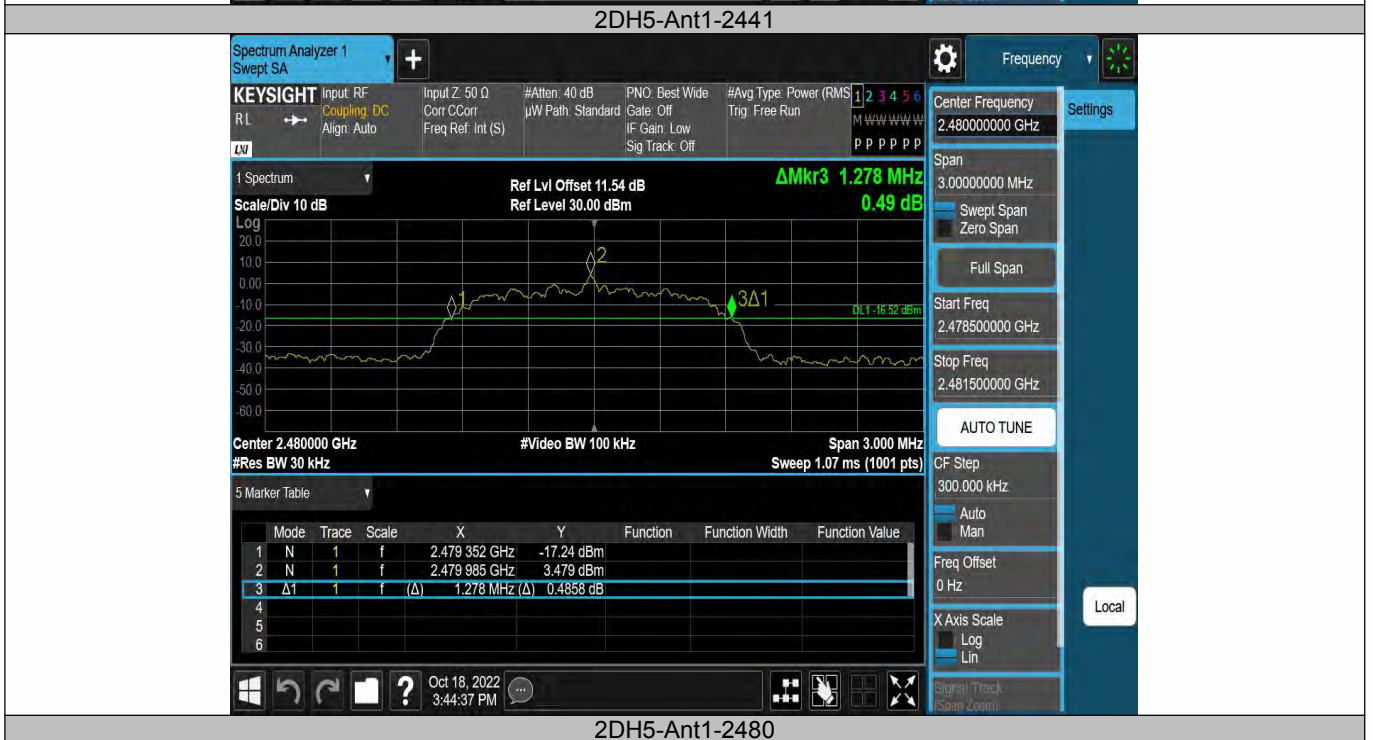 2DH5-Ant1-2441
Spectrum Analyzer 1
Swept SA
+
Frequency
KEYSIGHT
RL
LXI
Input: RF
Coupling: DC
Align: Auto
Input Z: 50 Ω
Corr CCorr
Freq Ref: Int (S)
#Atten: 40 dB
µW Path: Standard
PNO: Best Wide
Gate: Off
IF Gain: Low
Sig Track: Off
#Avg Type: Power (RMS
Trig: Free Run
1 2 3 4 5 6
M W W W W W
P P P P P P
Center Frequency
2.480000000 GHz
Settings
Span
3.00000000 MHz
Swept Span
Zero Span
Full Span
Start Freq
2.478500000 GHz
Stop Freq
2.481500000 GHz
AUTO TUNE
CF Step
300.000 kHz
Auto
Man
Freq Offset
0 Hz
X Axis Scale
Log
Lin
Signal Track
(Span Zoom)
Local
1 Spectrum
Scale/Div 10 dB
Ref Lvl Offset 11.54 dB
Ref Level 30.00 dBm
ΔMkr3 1.278 MHz
0.49 dB
Log
20.0
10.0
0.00
-10.0
-20.0
-30.0
-40.0
-50.0
-60.0
1
2
3Δ1
DL1 -16.52 dBm
Center 2.480000 GHz
#Video BW 100 kHz
Span 3.000 MHz
#Res BW 30 kHz
Sweep 1.07 ms (1001 pts)
5 Marker Table
Mode Trace Scale X Y Function Function Width Function Value
1 N 1 f 2.479 352 GHz -17.24 dBm
2 N 1 f 2.479 985 GHz 3.479 dBm
3 Δ1 1 f (Δ) 1.278 MHz (Δ) 0.4858 dB
4
5
6
?
Oct 18, 2022
3:44:37 PM
2DH5-Ant1-2480